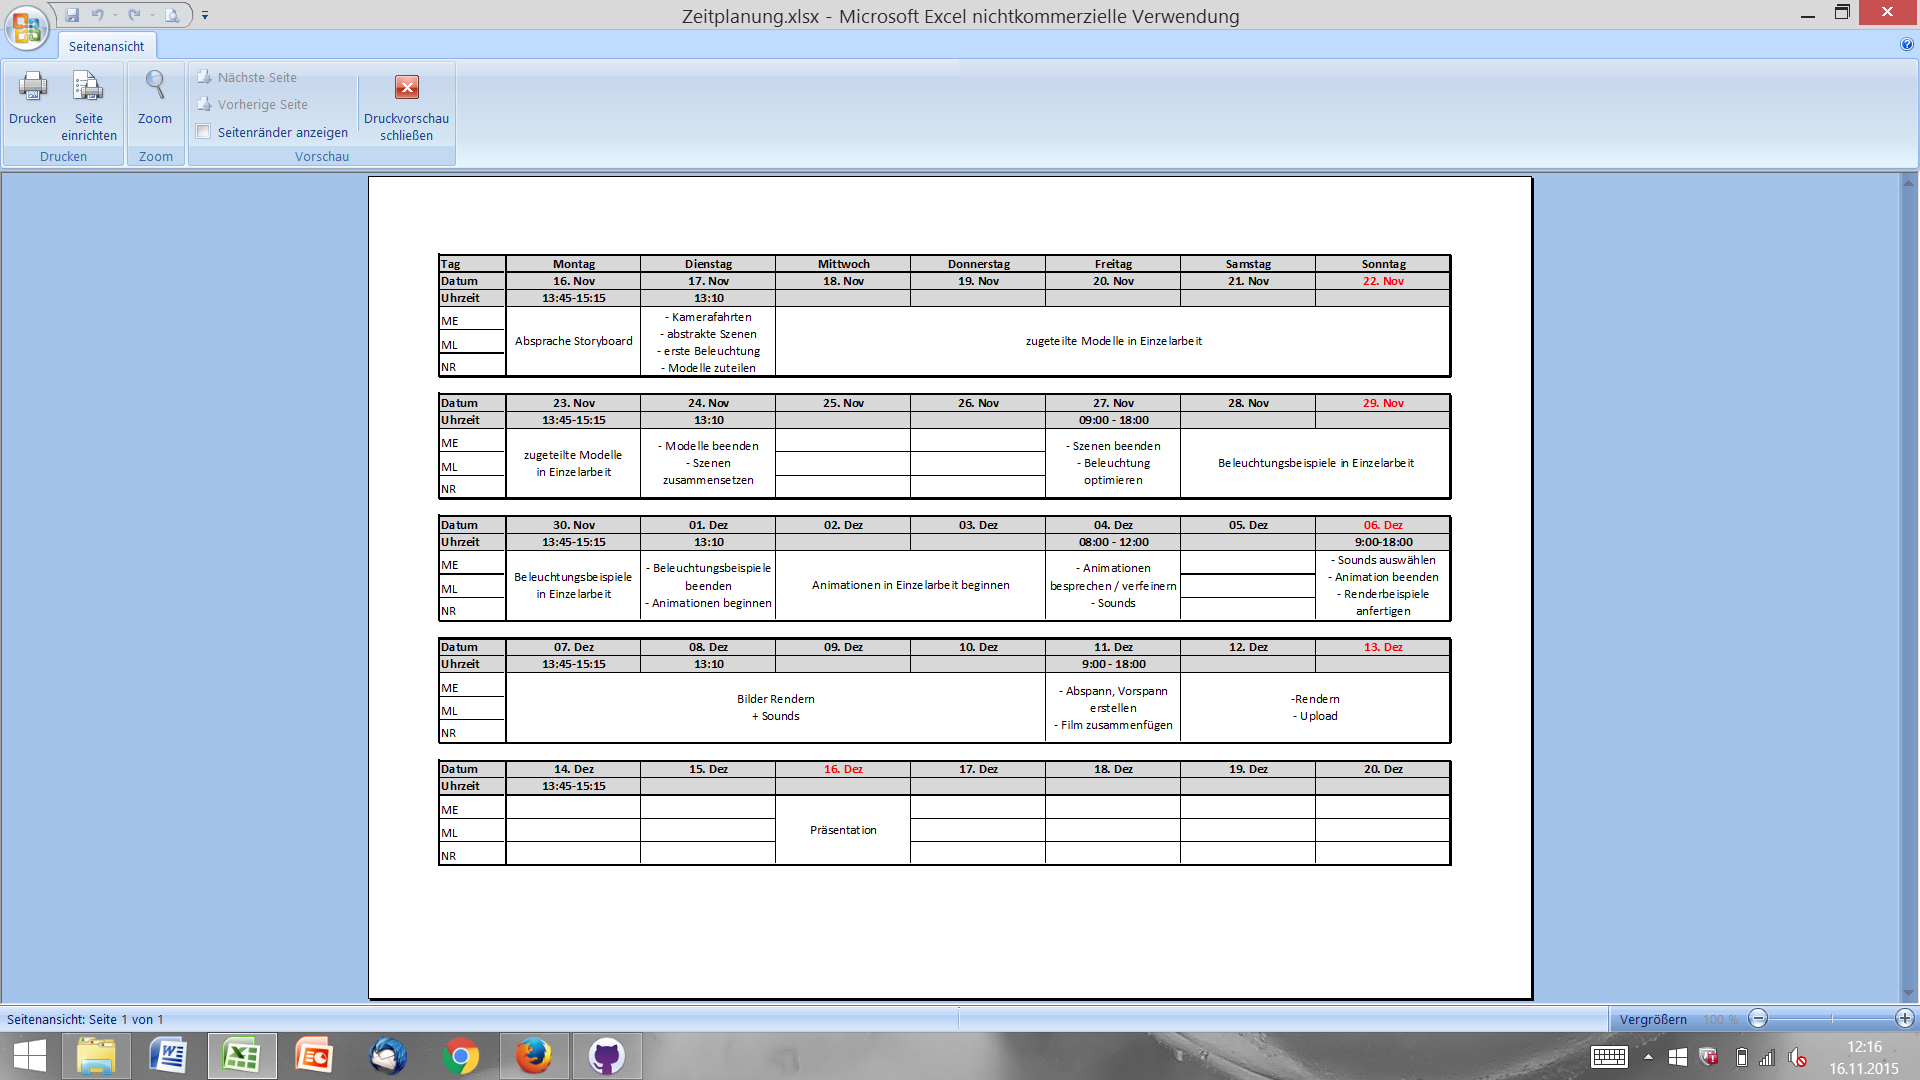 Zeitplanung.xlsx - Microsoft Excel nichtkommerzielle Verwendung
Seitenansicht
Drucken
Seite einrichten
Zoom
Nächste Seite
Vorherige Seite
Seitenränder anzeigen
Druckvorschau schließen
Drucken
Zoom
Vorschau
Tag Montag Dienstag Mittwoch Donnerstag Freitag Samstag Sonntag
Datum 16. Nov 17. Nov 18. Nov 19. Nov 20. Nov 21. Nov 22. Nov
Uhrzeit 13:45-15:15 13:10
ME
ML
NR
Absprache Storyboard
- Kamerafahrten
- abstrakte Szenen
- erste Beleuchtung
- Modelle zuteilen
zugeteilte Modelle in Einzelarbeit
Datum 23. Nov 24. Nov 25. Nov 26. Nov 27. Nov 28. Nov 29. Nov
Uhrzeit 13:45-15:15 13:10 09:00 - 18:00
ME
ML
NR
zugeteilte Modelle
in Einzelarbeit
- Modelle beenden
- Szenen
zusammensetzen
- Szenen beenden
- Beleuchtung
optimieren
Beleuchtungsbeispiele in Einzelarbeit
Datum 30. Nov 01. Dez 02. Dez 03. Dez 04. Dez 05. Dez 06. Dez
Uhrzeit 13:45-15:15 13:10 08:00 - 12:00 9:00-18:00
ME
ML
NR
Beleuchtungsbeispiele
in Einzelarbeit
- Beleuchtungsbeispiele
beenden
- Animationen beginnen
Animationen in Einzelarbeit beginnen
- Animationen
besprechen / verfeinern
- Sounds
- Sounds auswählen
- Animation beenden
- Renderbeispiele
anfertigen
Datum 07. Dez 08. Dez 09. Dez 10. Dez 11. Dez 12. Dez 13. Dez
Uhrzeit 13:45-15:15 13:10 9:00 - 18:00
ME
ML
NR
Bilder Rendern
+ Sounds
- Abspann, Vorspann
erstellen
- Film zusammenfügen
-Rendern
- Upload
Datum 14. Dez 15. Dez 16. Dez 17. Dez 18. Dez 19. Dez 20. Dez
Uhrzeit 13:45-15:15
ME
ML
NR
Präsentation
Seitenansicht: Seite 1 von 1
Vergrößern 100 %
12:16
16.11.2015